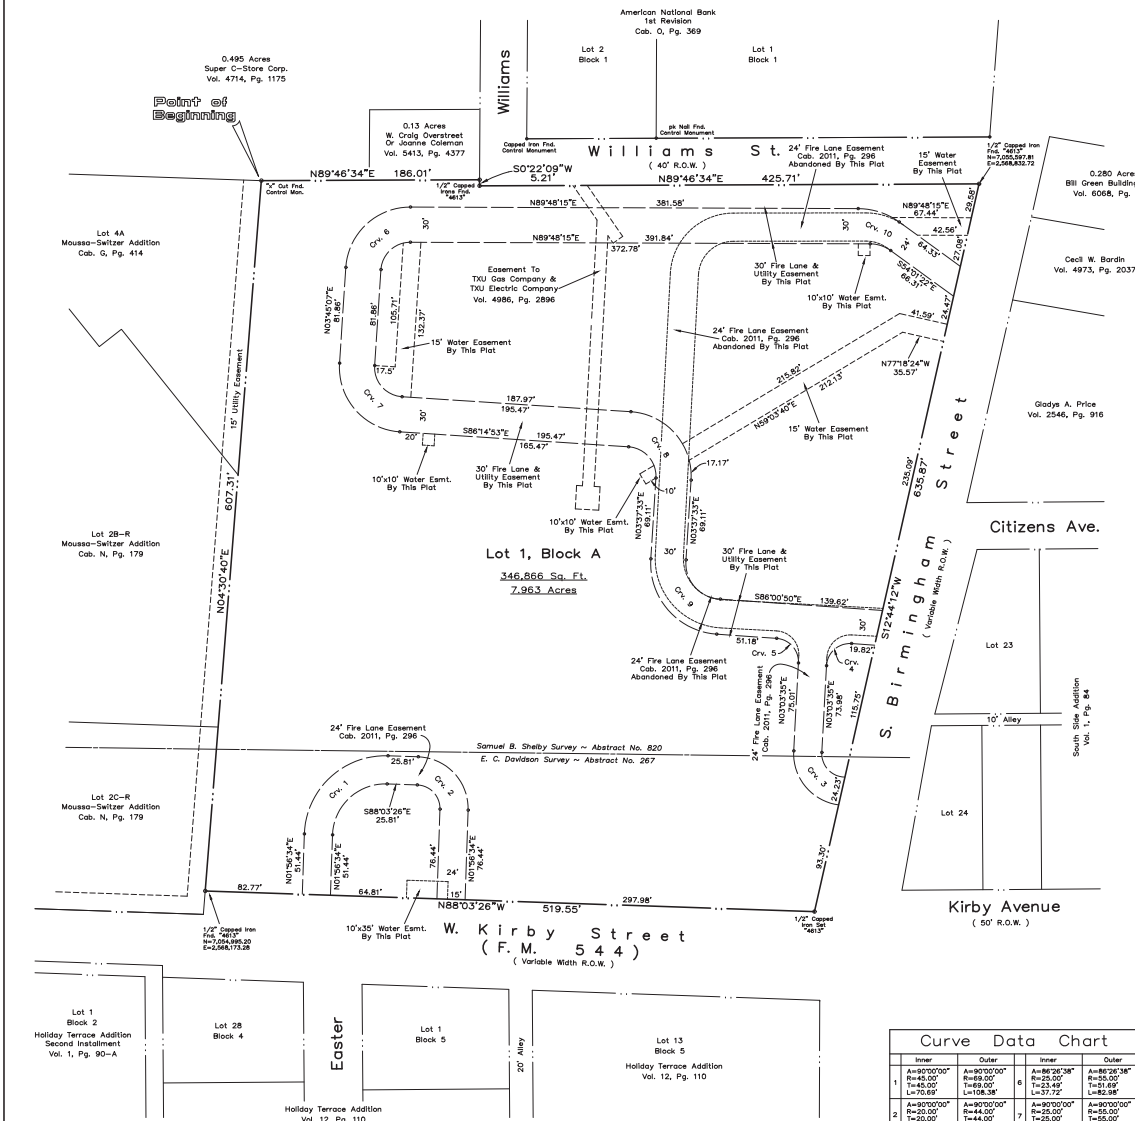 American National Bank
1st Revision
Cab. O, Pg. 369
Lot 2
Block 1
Lot 1
Block 1
0.495 Acres
Super C-Store Corp.
Vol. 4714, Pg. 1175
Williams
Point of
Beginning
0.13 Acres
W. Craig Overstreet
Or Joanne Coleman
Vol. 5413, Pg. 4377
Capped Iron Fnd.
Control Monument
pk Nail Fnd.
Control Monument
Williams St.
( 40' R.O.W. )
24' Fire Lane Easement
Cab. 2011, Pg. 296
Abandoned By This Plat
15' Water
Easement
By This Plat
1/2" Capped Iron
Fnd. "4613"
N=7,055,597.81
E=2,568,832.72
0.280 Acre
Bill Green Building
Vol. 6068, Pg.
N89°46'34"E 186.01'
S0°22'09"W
5.21'
N89°46'34"E 425.71'
"x" Cut Fnd.
Control Mon.
1/2" Capped
Irons Fnd.
"4613"
N89°48'15"E 381.58'
N89°48'15"E
67.44'
29.58'
42.56'
27.08'
Lot 4A
Moussa-Switzer Addition
Cab. G, Pg. 414
Crv. 6
30'
N89°48'15"E 391.84'
372.78'
30'
Crv. 10
24'
64.33'
S54°01'22"E
66.31'
24.47'
Cecil W. Bardin
Vol. 4973, Pg. 2037
Easement To
TXU Gas Company &
TXU Electric Company
Vol. 4986, Pg. 2896
30' Fire Lane &
Utility Easement
By This Plat
10'x10' Water Esmt.
By This Plat
N03°45'07"E
81.86'
81.86'
105.71'
132.37'
15' Water Easement
By This Plat
24' Fire Lane Easement
Cab. 2011, Pg. 296
Abandoned By This Plat
41.59'
N77°18'24"W
35.57'
17.5'
215.82'
212.13'
N59°03'40"E
15' Water Easement
By This Plat
Gladys A. Price
Vol. 2546, Pg. 916
15' Utility Easement
Crv. 7
30'
187.97'
195.47'
20'
S86°14'53"E 195.47'
165.47'
Crv. 8
17.17'
10'
10'x10' Water Esmt.
By This Plat
30' Fire Lane &
Utility Easement
By This Plat
10'x10' Water Esmt.
By This Plat
607.31'
N04°30'40"E
235.09'
635.87'
S12°44'12"W
S. Birmingham Street
( Variable Width R.O.W. )
Citizens Ave.
Lot 2B-R
Moussa-Switzer Addition
Cab. N, Pg. 179
N03°37'33"E
69.11'
N03°37'33"E
69.11'
Lot 1, Block A
346,866 Sq. Ft.
7.963 Acres
30'
30' Fire Lane &
Utility Easement
By This Plat
Crv. 9
S86°00'50"E 139.62'
30'
51.18'
Crv. 5
19.82'
Crv.
4
24' Fire Lane Easement
Cab. 2011, Pg. 296
Abandoned By This Plat
24' Fire Lane Easement
Cab. 2011, Pg. 296
N03°03'35"E
75.01'
N03°03'35"E
73.98'
115.75'
Lot 23
10' Alley
South Side Addition
Vol. 1, Pg. 84
24' Fire Lane Easement
Cab. 2011, Pg. 296
Samuel B. Shelby Survey ~ Abstract No. 820
E. C. Davidson Survey ~ Abstract No. 267
25.81'
Crv. 1
Crv. 2
S88°03'26"E
25.81'
Crv. 3
24.23'
Lot 2C-R
Moussa-Switzer Addition
Cab. N, Pg. 179
Lot 24
N01°56'34"E
51.44'
N01°56'34"E
51.44'
76.44'
N01°56'34"E
76.44'
24'
15'
93.30'
82.77'
64.81'
N88°03'26"W 519.55'
297.98'
1/2" Capped Iron
Fnd. "4613"
N=7,054,995.20
E=2,568,173.28
10'x35' Water Esmt.
By This Plat
W. Kirby Street
( F.M. 544 )
( Variable Width R.O.W. )
1/2" Capped
Iron Set
"4613"
Kirby Avenue
( 50' R.O.W. )
Lot 1
Block 2
Holiday Terrace Addition
Second Installment
Vol. 1, Pg. 90-A
Lot 28
Block 4
Easter
Lot 1
Block 5
20' Alley
Lot 13
Block 5
Holiday Terrace Addition
Vol. 12, Pg. 110
Holiday Terrace Addition
Vol. 12, Pg. 110
Curve Data Chart
Inner Outer Inner Outer
1 A=90°00'00" R=45.00' T=45.00' L=70.69' A=90°00'00" R=69.00' T=69.00' L=108.38' 6 A=86°26'38" R=25.00' T=23.49' L=37.72' A=86°26'38" R=55.00' T=51.69' L=82.98'
2 A=90°00'00" R=20.00' T=20.00' A=90°00'00" R=44.00' T=44.00' 7 A=90°00'00" R=25.00' T=25.00' A=90°00'00" R=55.00' T=55.00'